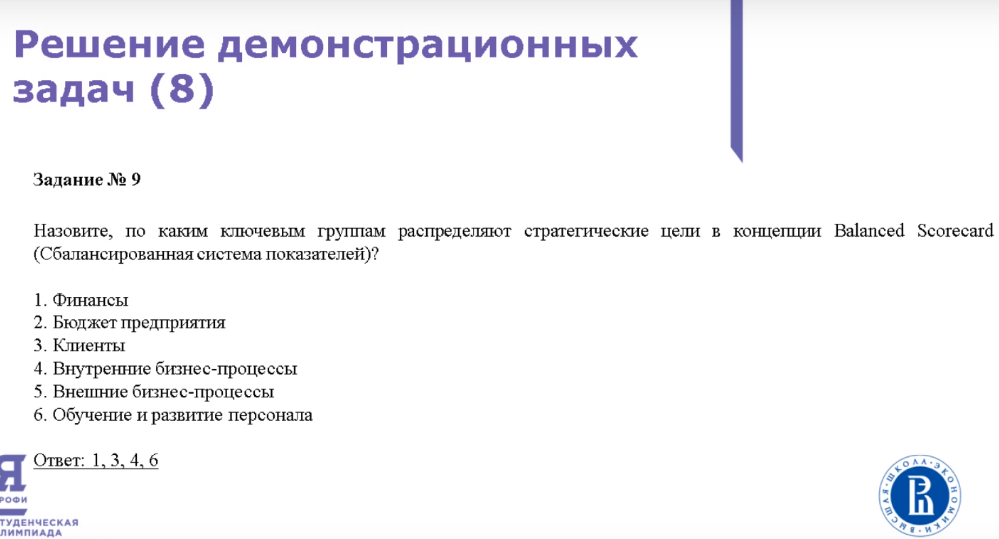 Решение демонстрационных
задач (8)
Задание № 9
Назовите, по каким ключевым группам распределяют стратегические цели в концепции Balanced Scorecard
(Сбалансированная система показателей)?
1. Финансы
2. Бюджет предприятия
3. Клиенты
4. Внутренние бизнес-процессы
5. Внешние бизнес-процессы
6. Обучение и развитие персонала
Ответ: 1, 3, 4, 6
Я
РОФИ
ТУДЕНЧЕСКАЯ
ЛИМПИАДА
ВЫСШАЯ ШКОЛА ЭКОНОМИКИ